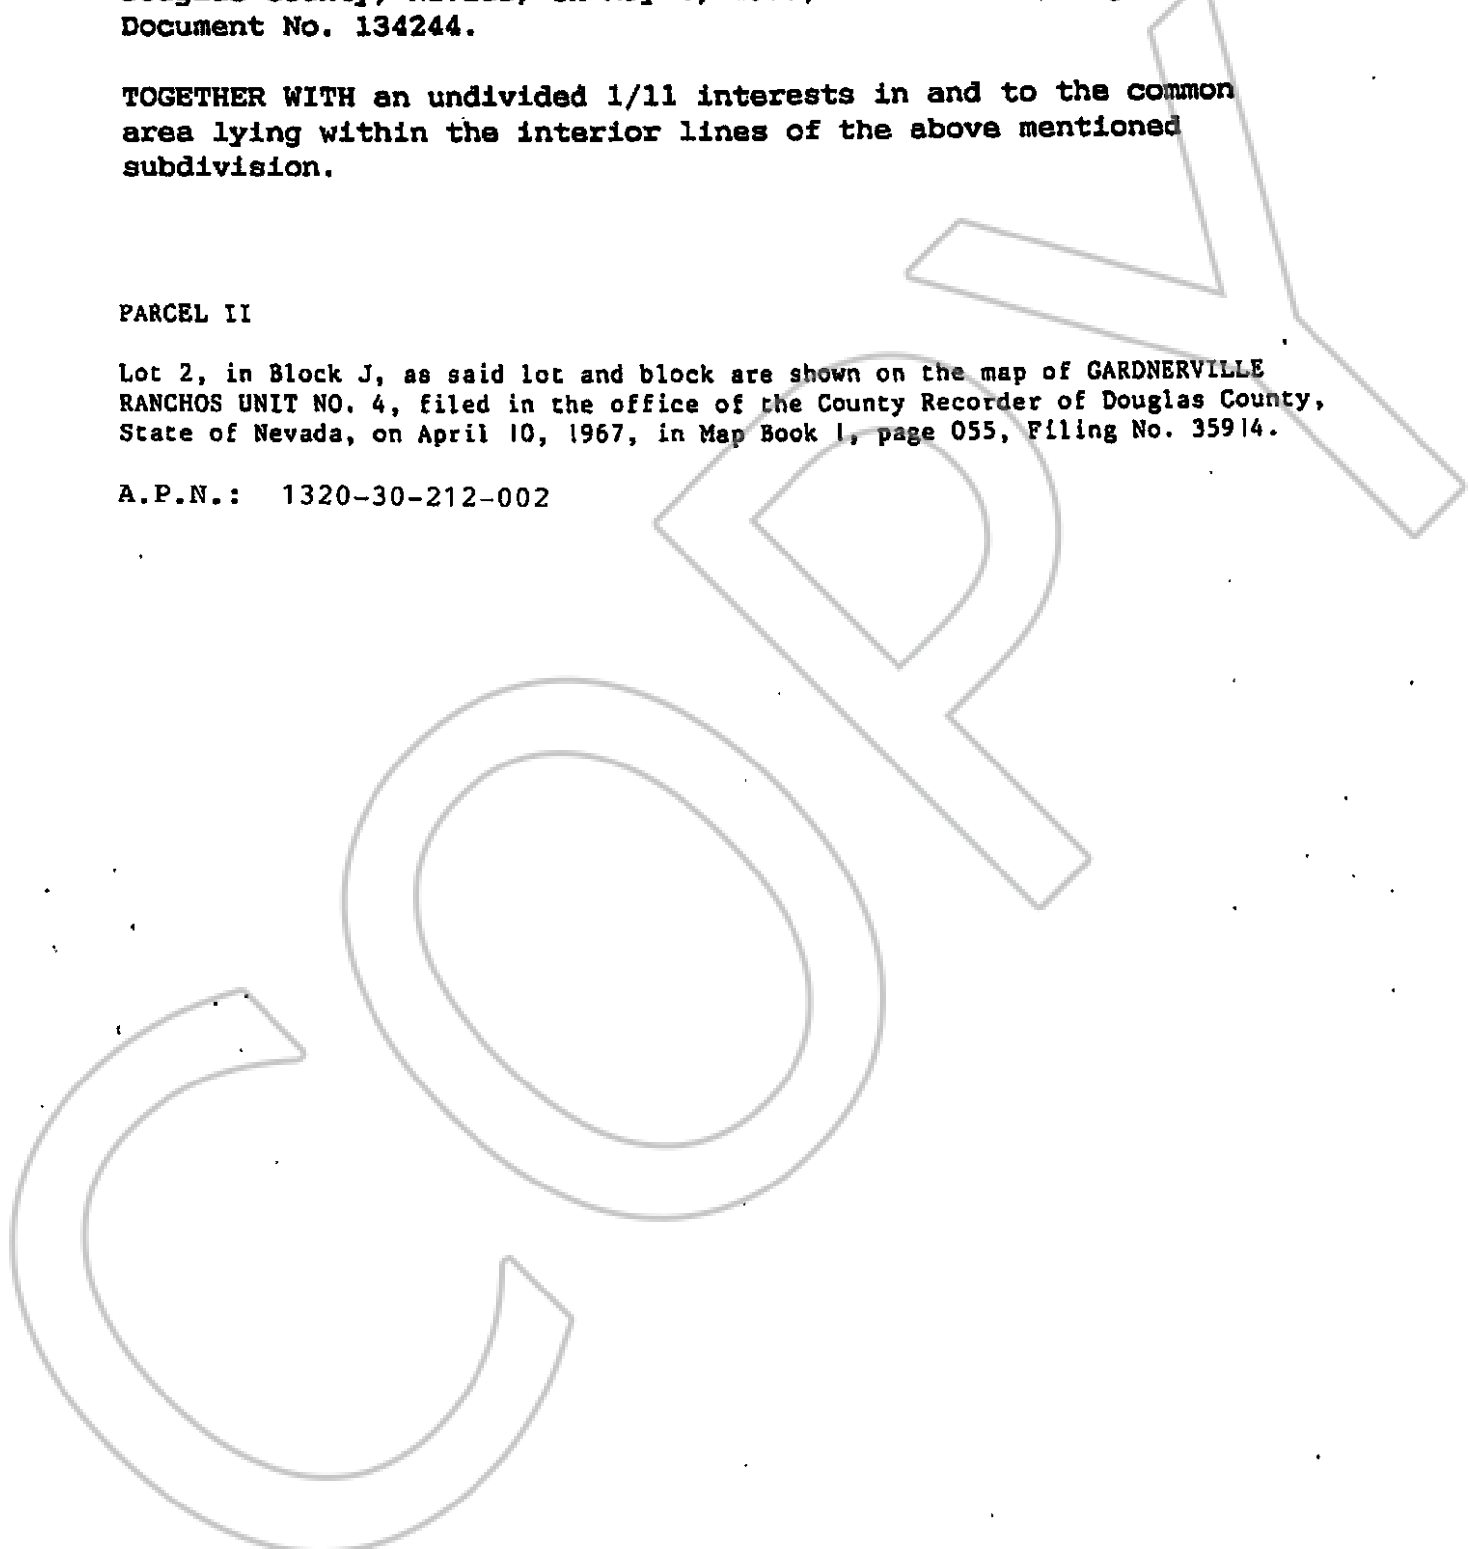 Document No. 134244.
TOGETHER WITH an undivided 1/11 interests in and to the common
area lying within the interior lines of the above mentioned
subdivision.
PARCEL II
Lot 2, in Block J, as said lot and block are shown on the map of GARDNERVILLE
RANCHOS UNIT NO. 4, filed in the office of the County Recorder of Douglas County,
State of Nevada, on April 10, 1967, in Map Book 1, page 055, Filing No. 35914.
A.P.N.: 1320-30-212-002
COPY